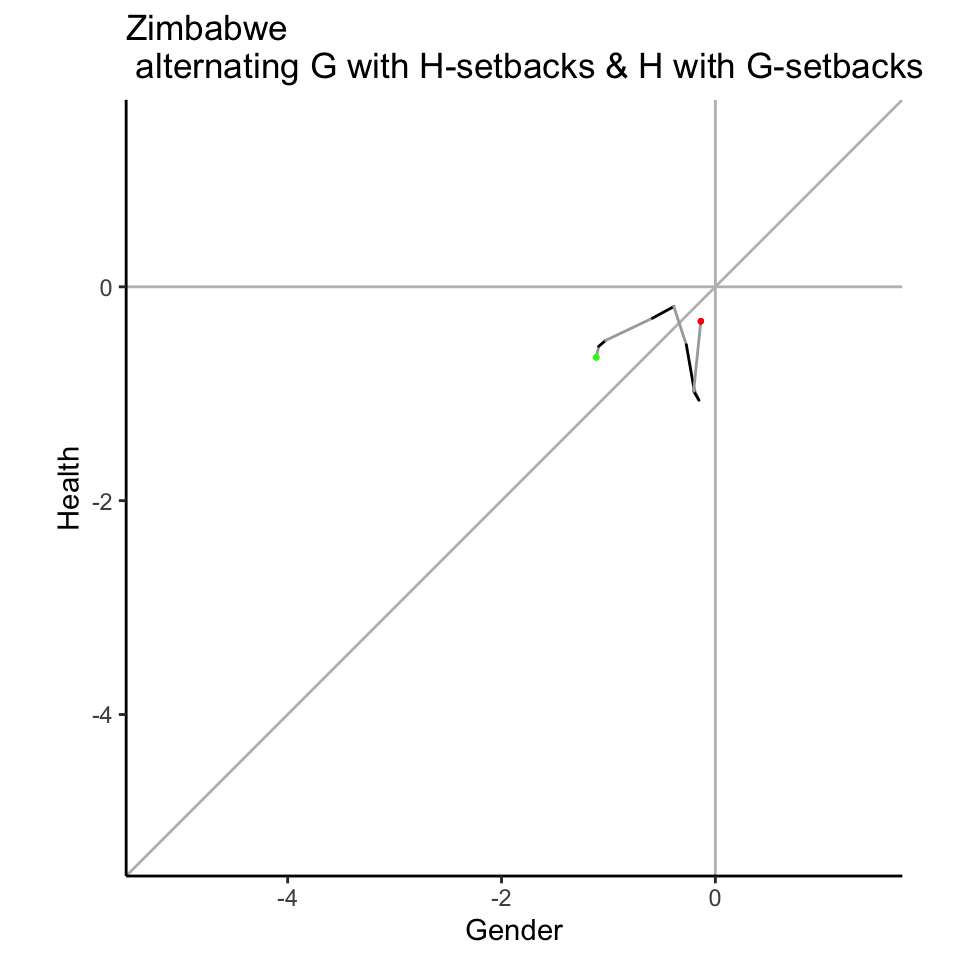 Zimbabwe
alternating G with H-setbacks & H with G-setbacks
0
-2
-4
Health
-4 -2 0
Gender